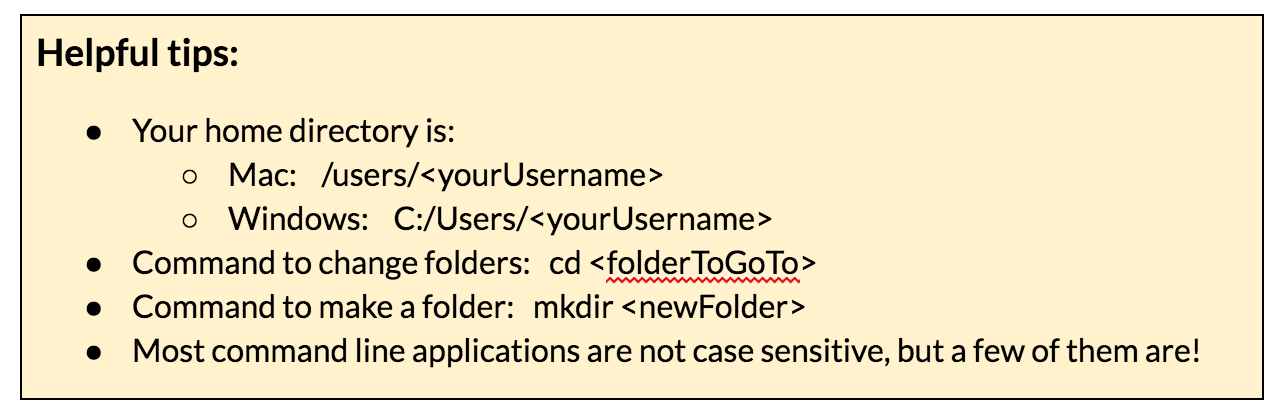 Helpful tips:
● Your home directory is:
○ Mac: /users/<yourUsername>
○ Windows: C:/Users/<yourUsername>
● Command to change folders: cd <folderToGoTo>
● Command to make a folder: mkdir <newFolder>
● Most command line applications are not case sensitive, but a few of them are!